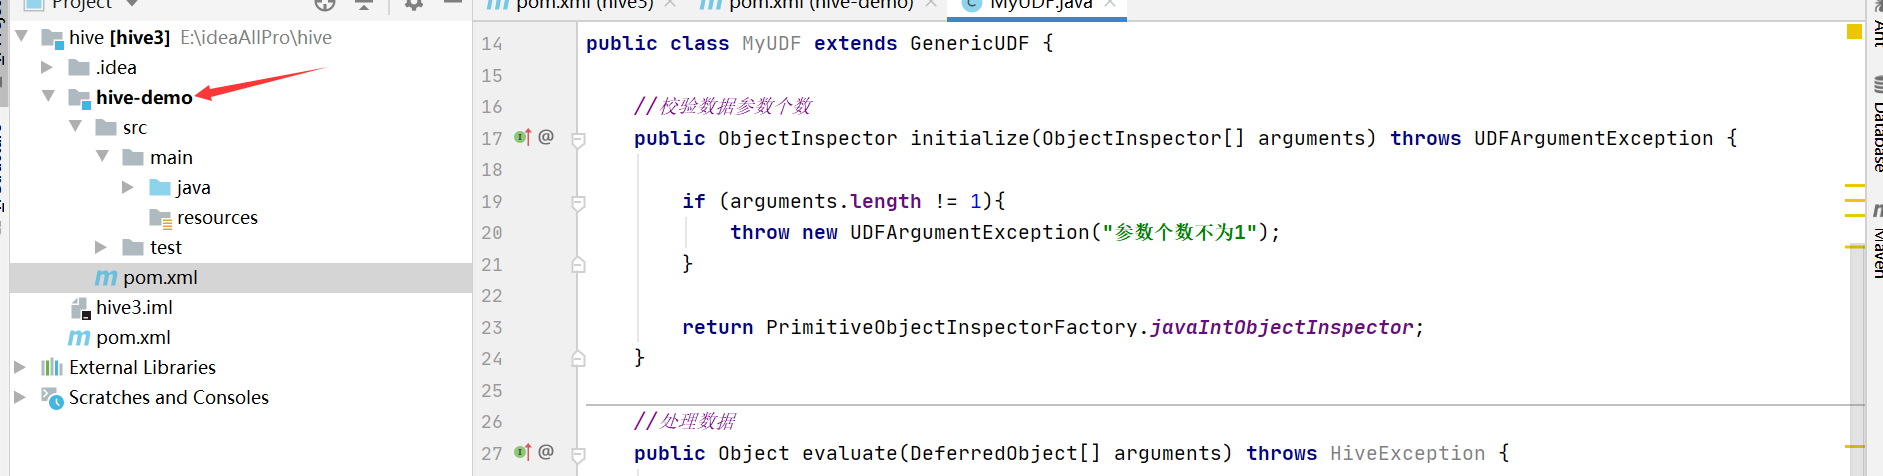 Project
pom.xml (hive3)
pom.xml (hive-demo)
MyUDF.java
hive [hive3] E:\ideaAllPro\hive
.idea
hive-demo
src
main
java
resources
test
pom.xml
hive3.iml
pom.xml
External Libraries
Scratches and Consoles
14 public class MyUDF extends GenericUDF {
15
16 //校验数据参数个数
17 @ public ObjectInspector initialize(ObjectInspector[] arguments) throws UDFArgumentException {
18
19 if (arguments.length != 1){
20 throw new UDFArgumentException("参数个数不为1");
21 }
22
23 return PrimitiveObjectInspectorFactory.javaIntObjectInspector;
24 }
25
26 //处理数据
27 @ public Object evaluate(DeferredObject[] arguments) throws HiveException {
Ant
Database
Maven